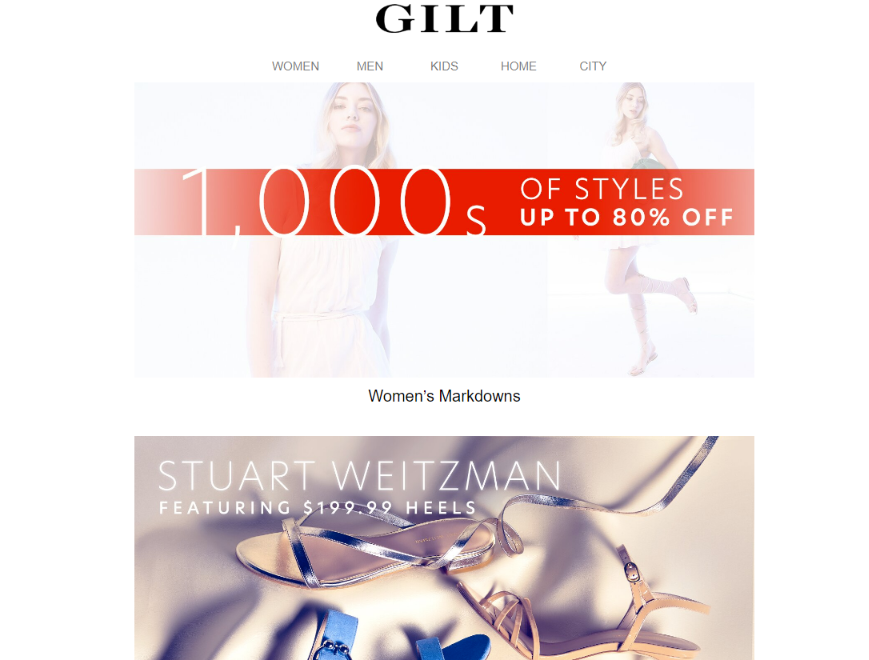 GILT
WOMEN MEN KIDS HOME CITY
1,000s OF STYLES
UP TO 80% OFF
Women's Markdowns
STUART WEITZMAN
FEATURING $199.99 HEELS